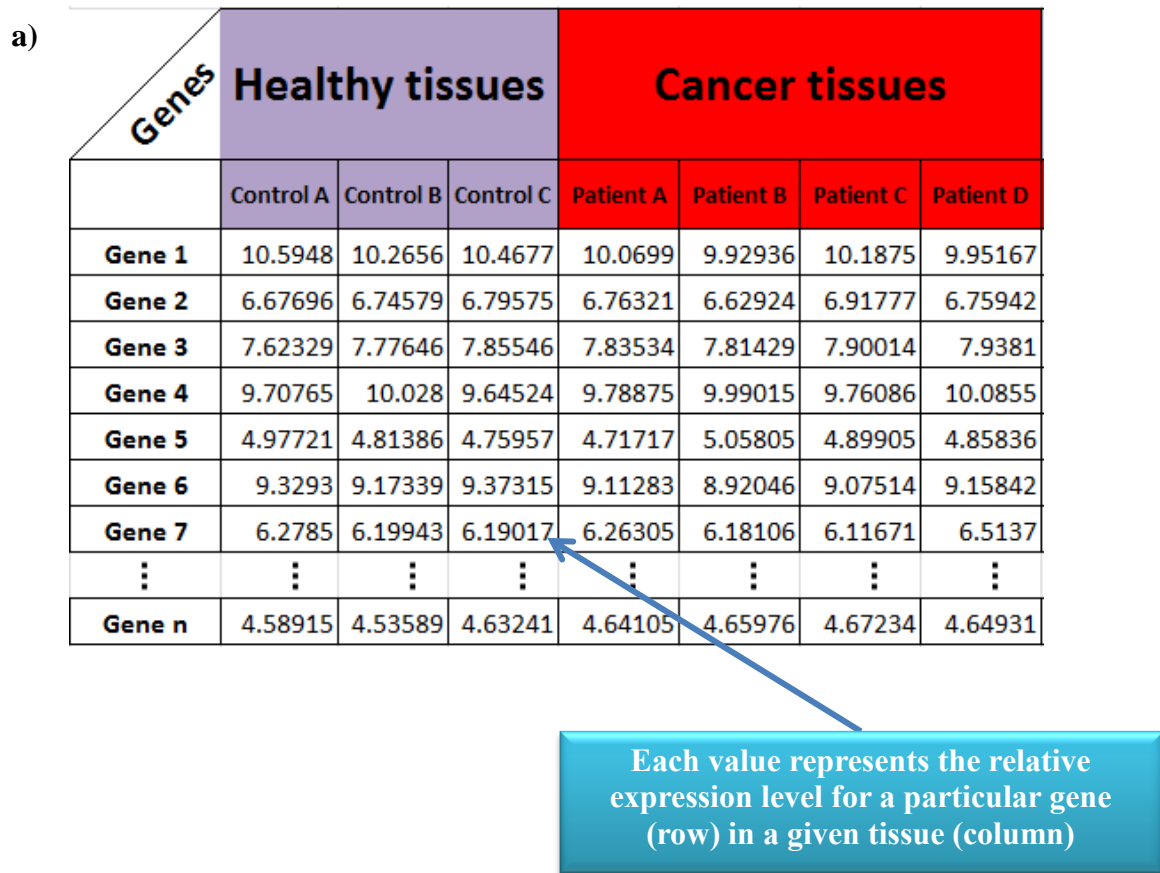 a)
Genes
Healthy tissues Cancer tissues
Control A Control B Control C Patient A Patient B Patient C Patient D
Gene 1 10.5948 10.2656 10.4677 10.0699 9.92936 10.1875 9.95167
Gene 2 6.67696 6.74579 6.79575 6.76321 6.62924 6.91777 6.75942
Gene 3 7.62329 7.77646 7.85546 7.83534 7.81429 7.90014 7.9381
Gene 4 9.70765 10.028 9.64524 9.78875 9.99015 9.76086 10.0855
Gene 5 4.97721 4.81386 4.75957 4.71717 5.05805 4.89905 4.85836
Gene 6 9.3293 9.17339 9.37315 9.11283 8.92046 9.07514 9.15842
Gene 7 6.2785 6.19943 6.19017 6.26305 6.18106 6.11671 6.5137
⋮ ⋮ ⋮ ⋮ ⋮ ⋮ ⋮ ⋮
Gene n 4.58915 4.53589 4.63241 4.64105 4.65976 4.67234 4.64931
Each value represents the relative
expression level for a particular gene
(row) in a given tissue (column)